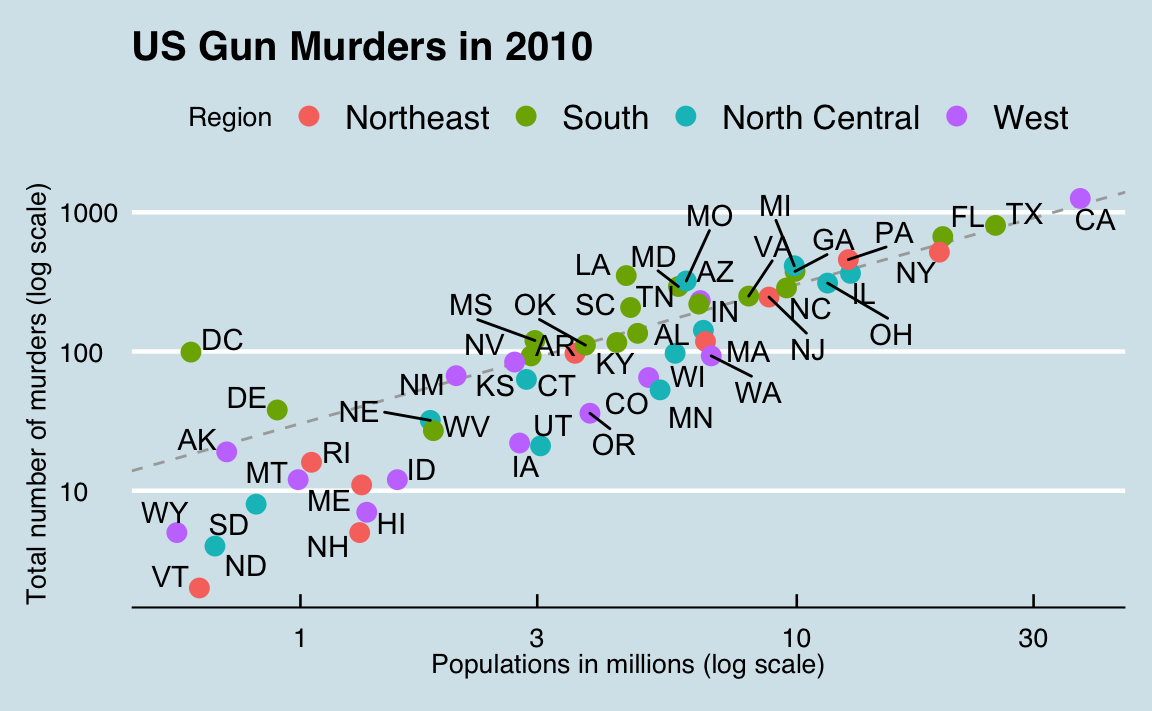 US Gun Murders in 2010
Region Northeast South North Central West
Total number of murders (log scale)
1000
100
10
MI
MO
FL TX
CA
VA GA PA
LA MD AZ
NY
MS OK SC TN
IN NC IL
OH
DC
NV AR
AL
KY
MA NJ
NM KS CT
WI
WA
DE
NE
CO
MN
WV UT
OR
AK
RI
IA
MT ID
ME
WY SD
HI
NH
VT ND
1 3 10 30
Populations in millions (log scale)